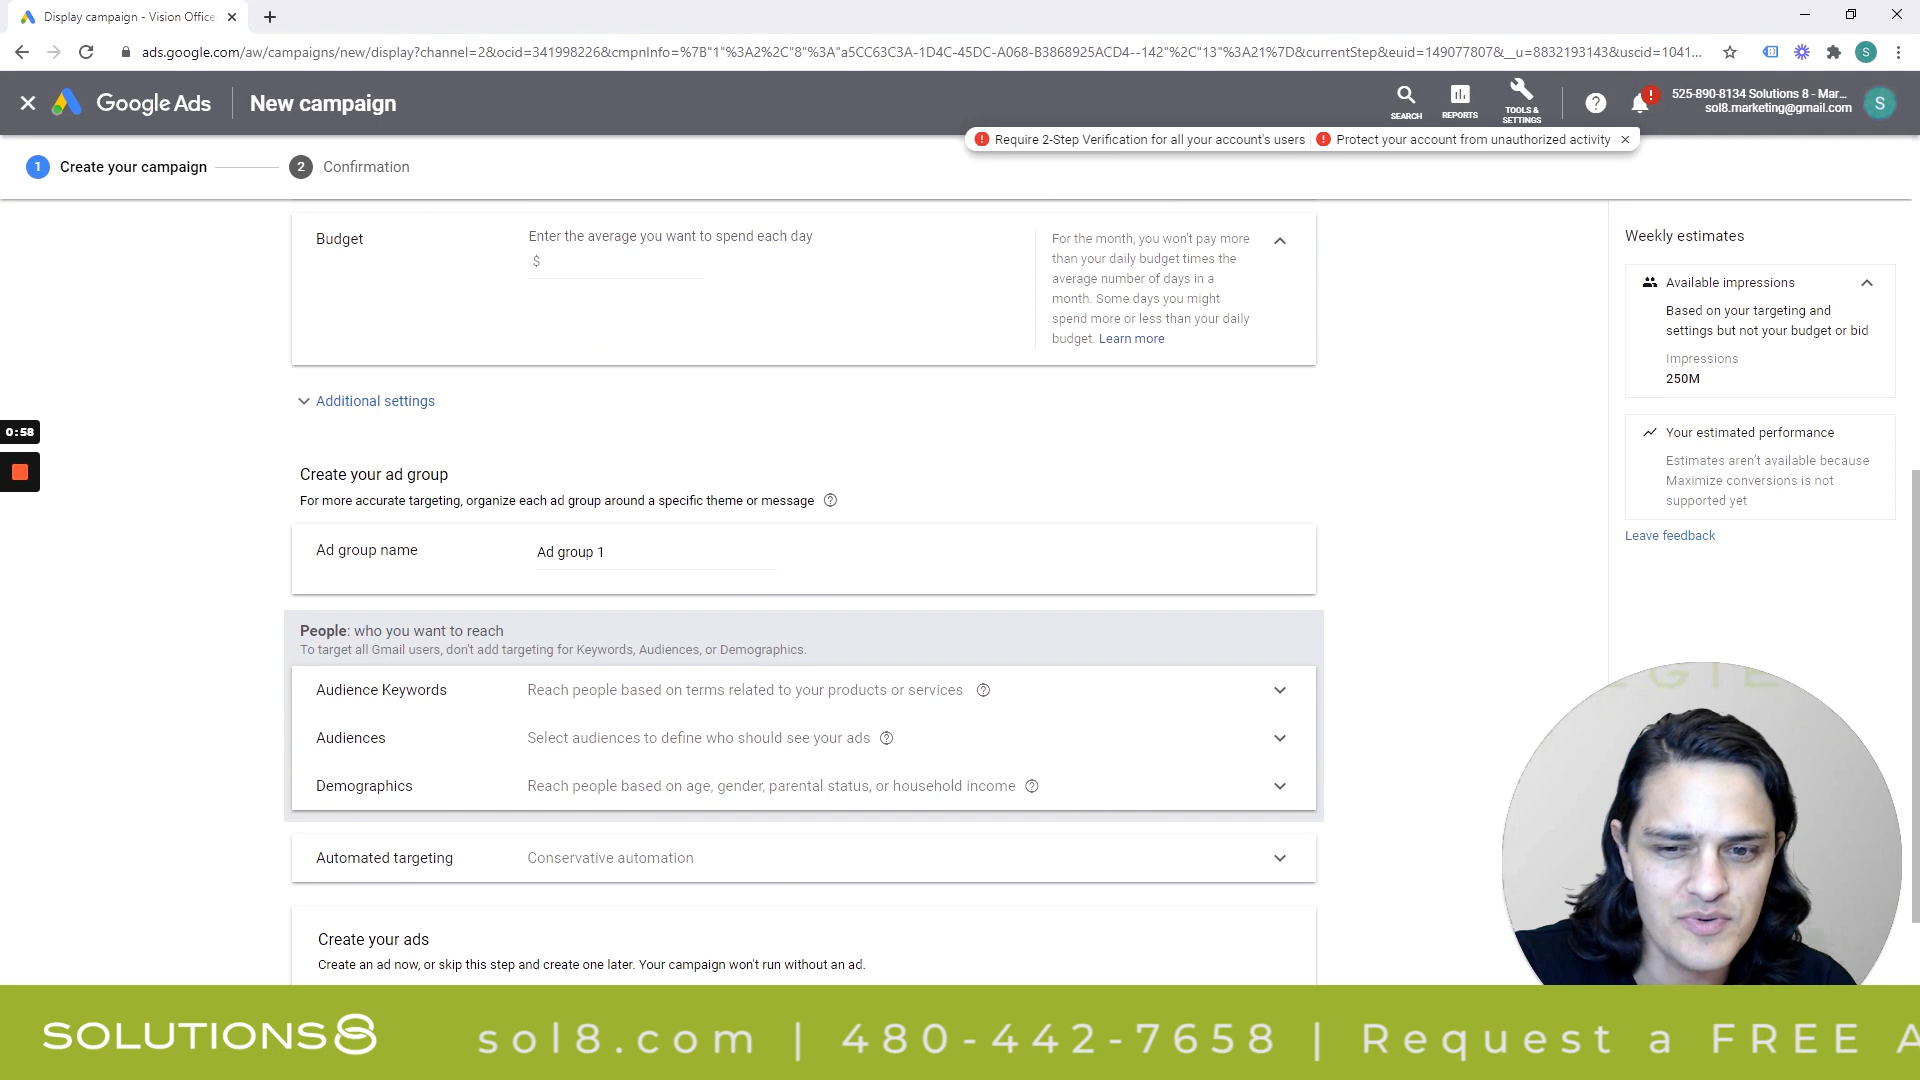 Display campaign - Vision Office
ads.google.com/aw/campaigns/new/display?channel=2&ocid=341998226&cmpnInfo=%7B"1"%3A2%2C"8"%3A"a5CC63C3A-1D4C-45DC-A068-B3868925ACD4--142"%2C"13"%3A21%7D&currentStep&euid=149077807&__u=8832193143&uscid=1041...
S
Google Ads
New campaign
SEARCH
REPORTS
TOOLS & SETTINGS
525-890-8134 Solutions 8 - Mar...
sol8.marketing@gmail.com
S
Require 2-Step Verification for all your account's users
Protect your account from unauthorized activity
1 Create your campaign
2 Confirmation
Budget
Enter the average you want to spend each day
$
For the month, you won't pay more
than your daily budget times the
average number of days in a
month. Some days you might
spend more or less than your daily
budget. Learn more
Additional settings
0:58
Create your ad group
For more accurate targeting, organize each ad group around a specific theme or message
Ad group name
Ad group 1
People: who you want to reach
To target all Gmail users, don't add targeting for Keywords, Audiences, or Demographics.
Audience Keywords
Reach people based on terms related to your products or services
Audiences
Select audiences to define who should see your ads
Demographics
Reach people based on age, gender, parental status, or household income
Automated targeting
Conservative automation
Create your ads
Create an ad now, or skip this step and create one later. Your campaign won't run without an ad.
Weekly estimates
Available impressions
Based on your targeting and
settings but not your budget or bid
Impressions
250M
Your estimated performance
Estimates aren't available because
Maximize conversions is not
supported yet
Leave feedback
SOLUTIONS8
sol8.com | 480-442-7658 | Request a FREE A